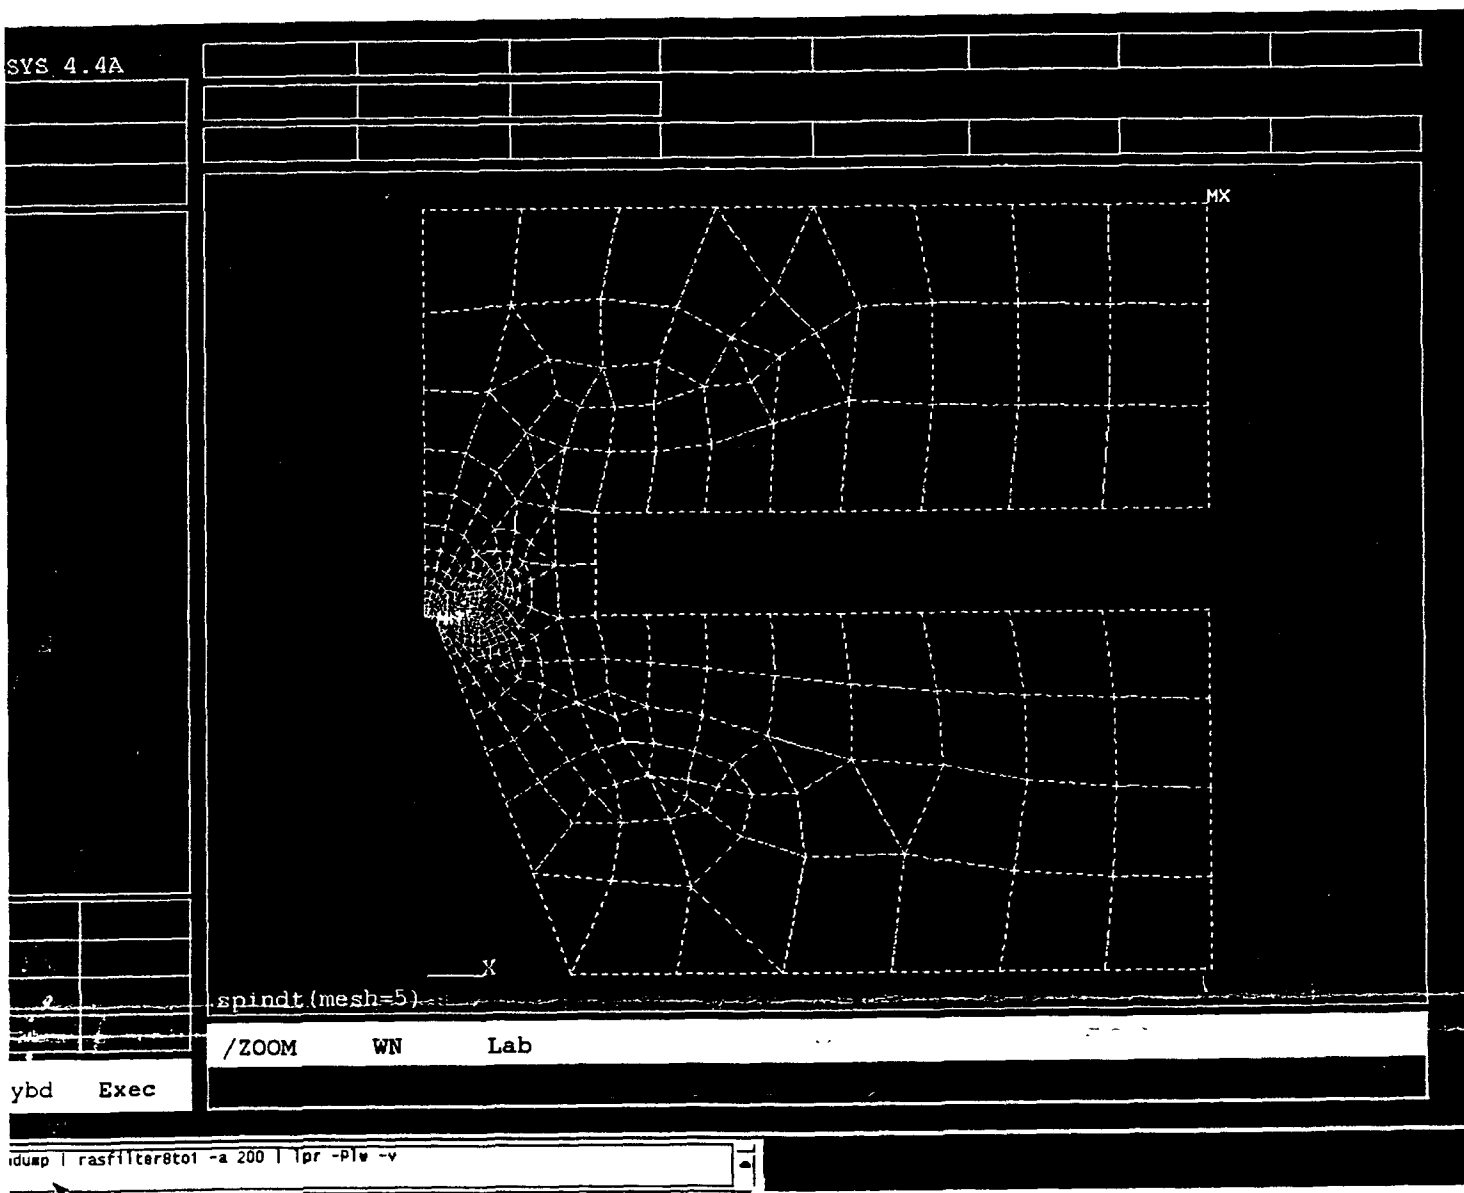 SYS 4.4A
MX
X
spindt(mesh=5)
/ZOOM WN Lab
ybd Exec
dump | rasfilter8to1 -a 200 | lpr -Plw -v